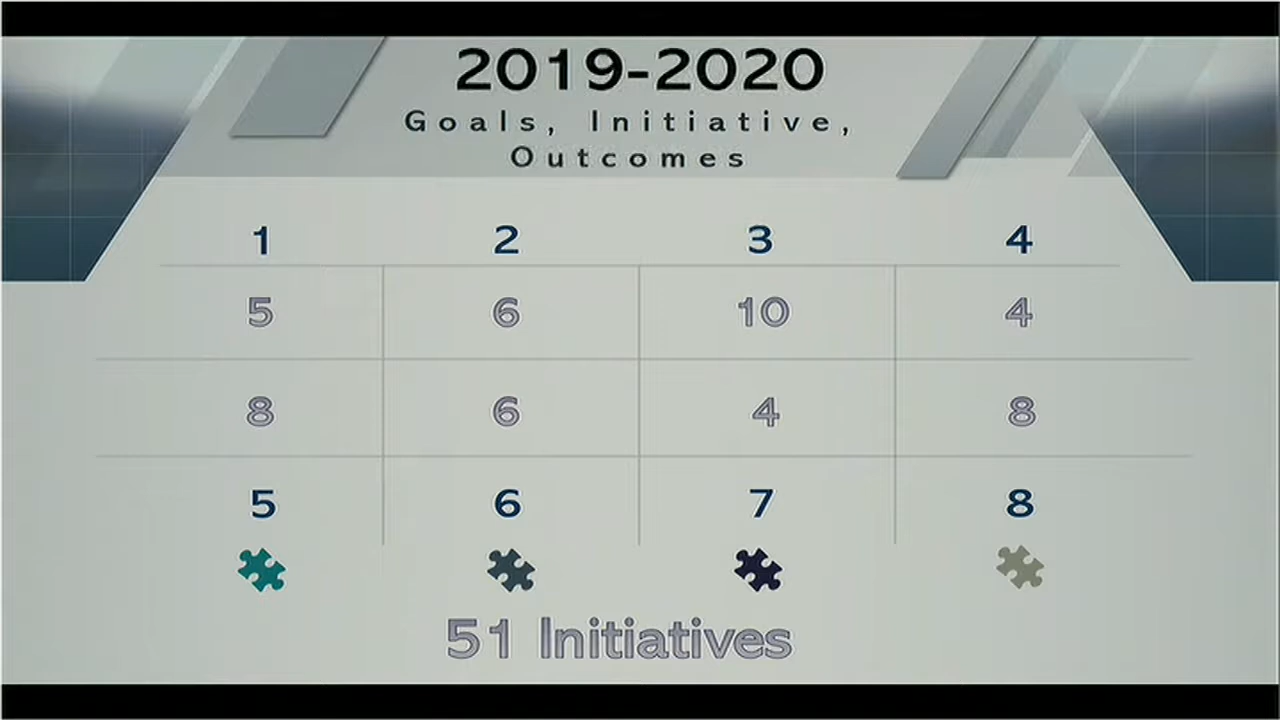 2019-2020
Goals, Initiative,
Outcomes
1 2 3 4
5 6 10 4
8 6 4 8
5 6 7 8
51 Initiatives